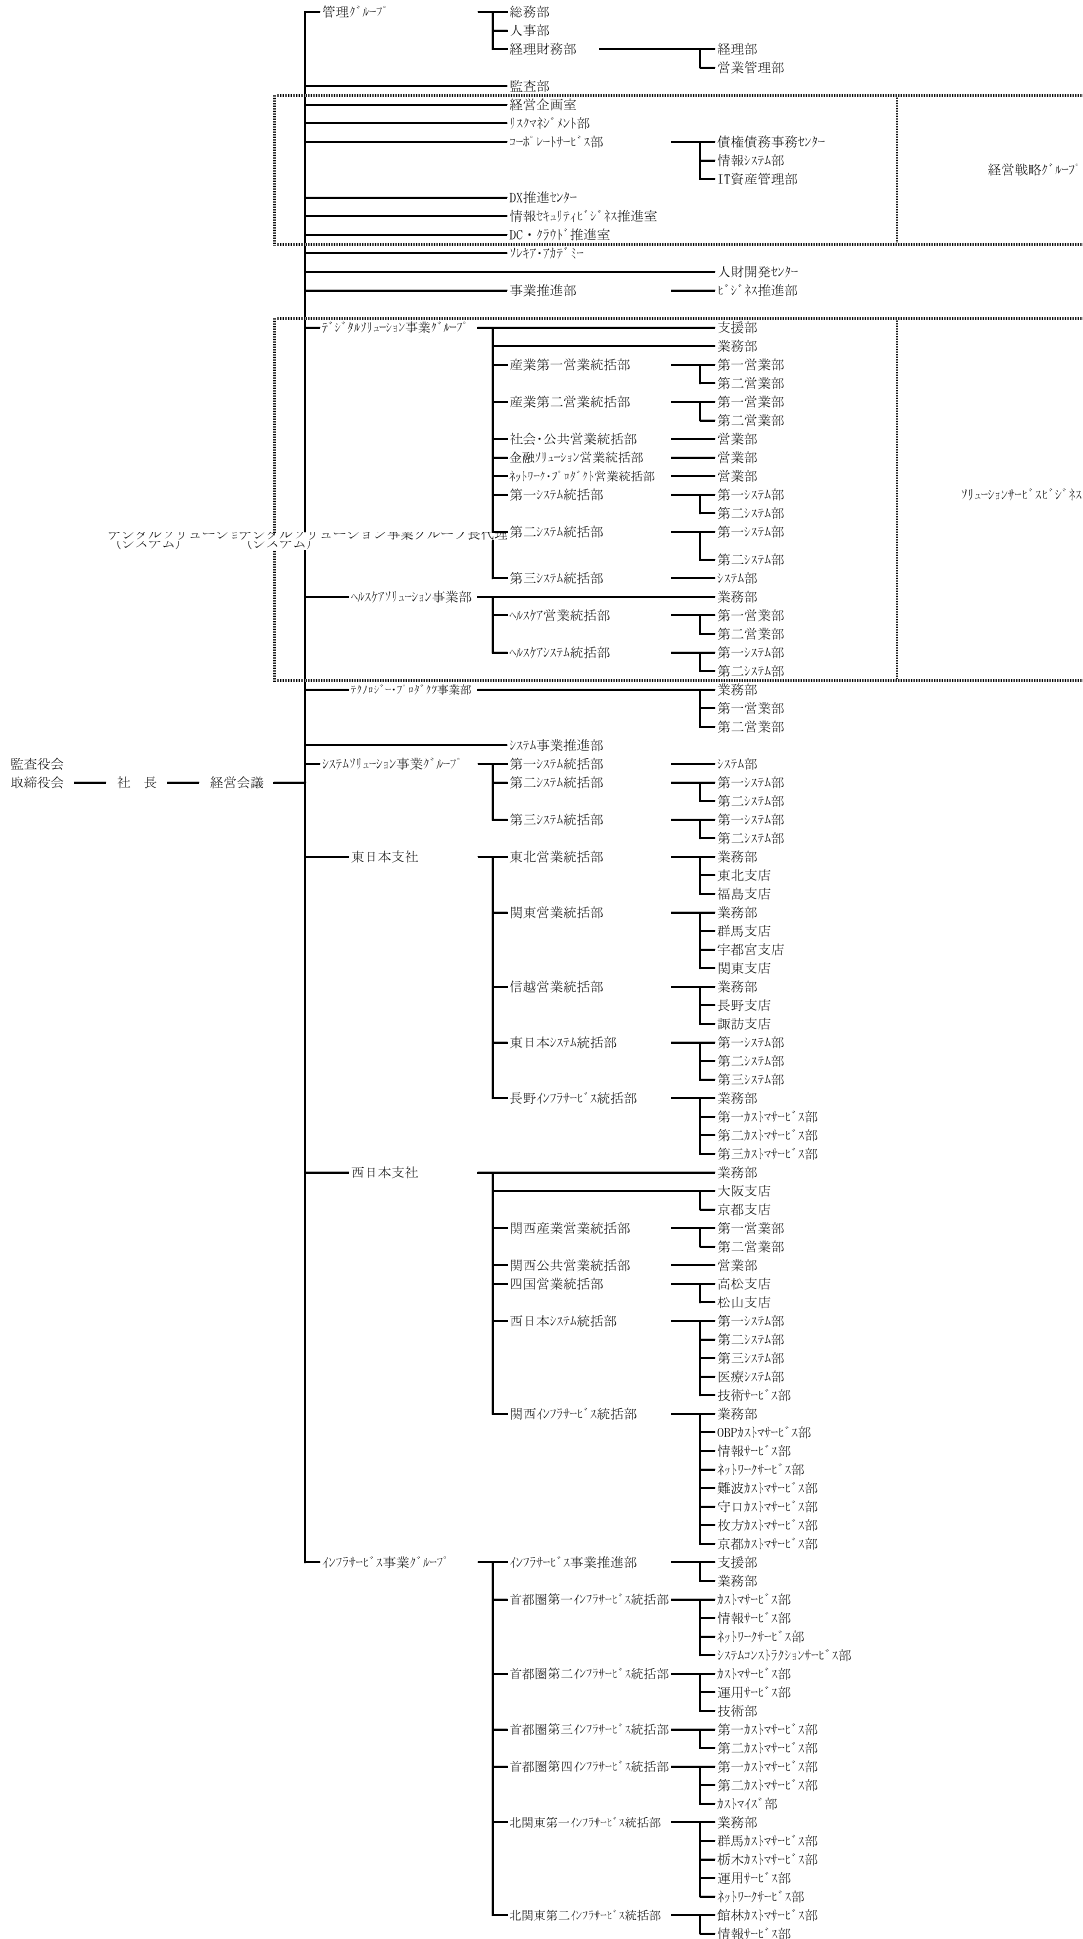 管理ｸﾞﾙｰﾌﾟ 総務部
人事部
経理財務部 経理部
営業管理部
監査部
経営企画室
ﾘｽｸﾏﾈｼﾞﾒﾝﾄ部
ｺｰﾎﾟﾚｰﾄｻｰﾋﾞｽ部 債権債務事務ｾﾝﾀｰ
情報ｼｽﾃﾑ部
経営戦略ｸﾞﾙｰﾌﾟ
IT資産管理部
DX推進ｾﾝﾀｰ
情報ｾｷｭﾘﾃｨﾋﾞｼﾞﾈｽ推進室
DC・ｸﾗｳﾄﾞ推進室
ｿﾚｷｱ･ｱｶﾃﾞﾐｰ
人財開発ｾﾝﾀｰ
事業推進部 ﾋﾞｼﾞﾈｽ推進部
ﾃﾞｼﾞﾀﾙｿﾘｭｰｼｮﾝ事業ｸﾞﾙｰﾌﾟ 支援部
業務部
産業第一営業統括部 第一営業部
第二営業部
産業第二営業統括部 第一営業部
第二営業部
社会・公共営業統括部 営業部
金融ｿﾘｭｰｼｮﾝ営業統括部 営業部
ﾈｯﾄﾜｰｸ･ﾌﾟﾛﾀﾞｸﾄ営業統括部 営業部
第一ｼｽﾃﾑ統括部 第一ｼｽﾃﾑ部 ｿﾘｭｰｼｮﾝｻｰﾋﾞｽﾋﾞｼﾞﾈｽ
第二ｼｽﾃﾑ部
第二ｼｽﾃﾑ統括部 第一ｼｽﾃﾑ部
(システム) (システム)
第二ｼｽﾃﾑ部
第三ｼｽﾃﾑ統括部 ｼｽﾃﾑ部
ﾍﾙｽｹｱｿﾘｭｰｼｮﾝ事業部 業務部
ﾍﾙｽｹｱ営業統括部 第一営業部
第二営業部
ﾍﾙｽｹｱｼｽﾃﾑ統括部 第一ｼｽﾃﾑ部
第二ｼｽﾃﾑ部
ﾃｸﾉﾛｼﾞｰ･ﾌﾟﾛﾀﾞｸﾂ事業部 業務部
第一営業部
第二営業部
ｼｽﾃﾑ事業推進部
監査役会 ｼｽﾃﾑｿﾘｭｰｼｮﾝ事業ｸﾞﾙｰﾌﾟ 第一ｼｽﾃﾑ統括部 ｼｽﾃﾑ部
取締役会 社　長 経営会議 第二ｼｽﾃﾑ統括部 第一ｼｽﾃﾑ部
第二ｼｽﾃﾑ部
第三ｼｽﾃﾑ統括部 第一ｼｽﾃﾑ部
第二ｼｽﾃﾑ部
東日本支社 東北営業統括部 業務部
東北支店
福島支店
関東営業統括部 業務部
群馬支店
宇都宮支店
関東支店
信越営業統括部 業務部
長野支店
諏訪支店
東日本ｼｽﾃﾑ統括部 第一ｼｽﾃﾑ部
第二ｼｽﾃﾑ部
第三ｼｽﾃﾑ部
長野ｲﾝﾌﾗｻｰﾋﾞｽ統括部 業務部
第一ｶｽﾄﾏｻｰﾋﾞｽ部
第二ｶｽﾄﾏｻｰﾋﾞｽ部
第三ｶｽﾄﾏｻｰﾋﾞｽ部
西日本支社 業務部
大阪支店
京都支店
関西産業営業統括部 第一営業部
第二営業部
関西公共営業統括部 営業部
四国営業統括部 高松支店
松山支店
西日本ｼｽﾃﾑ統括部 第一ｼｽﾃﾑ部
第二ｼｽﾃﾑ部
第三ｼｽﾃﾑ部
医療ｼｽﾃﾑ部
技術ｻｰﾋﾞｽ部
関西ｲﾝﾌﾗｻｰﾋﾞｽ統括部 業務部
OBPｶｽﾄﾏｻｰﾋﾞｽ部
情報ｻｰﾋﾞｽ部
ﾈｯﾄﾜｰｸｻｰﾋﾞｽ部
難波ｶｽﾄﾏｻｰﾋﾞｽ部
守口ｶｽﾄﾏｻｰﾋﾞｽ部
枚方ｶｽﾄﾏｻｰﾋﾞｽ部
京都ｶｽﾄﾏｻｰﾋﾞｽ部
ｲﾝﾌﾗｻｰﾋﾞｽ事業ｸﾞﾙｰﾌﾟ ｲﾝﾌﾗｻｰﾋﾞｽ事業推進部 支援部
業務部
首都圏第一ｲﾝﾌﾗｻｰﾋﾞｽ統括部 ｶｽﾄﾏｻｰﾋﾞｽ部
情報ｻｰﾋﾞｽ部
ﾈｯﾄﾜｰｸｻｰﾋﾞｽ部
ｼｽﾃﾑｺﾝｽﾄﾗｸｼｮﾝｻｰﾋﾞｽ部
首都圏第二ｲﾝﾌﾗｻｰﾋﾞｽ統括部 ｶｽﾄﾏｻｰﾋﾞｽ部
運用ｻｰﾋﾞｽ部
技術部
首都圏第三ｲﾝﾌﾗｻｰﾋﾞｽ統括部 第一ｶｽﾄﾏｻｰﾋﾞｽ部
第二ｶｽﾄﾏｻｰﾋﾞｽ部
首都圏第四ｲﾝﾌﾗｻｰﾋﾞｽ統括部 第一ｶｽﾄﾏｻｰﾋﾞｽ部
第二ｶｽﾄﾏｻｰﾋﾞｽ部
ｶｽﾄﾏｲｽﾞ部
北関東第一ｲﾝﾌﾗｻｰﾋﾞｽ統括部 業務部
群馬ｶｽﾄﾏｻｰﾋﾞｽ部
栃木ｶｽﾄﾏｻｰﾋﾞｽ部
運用ｻｰﾋﾞｽ部
ﾈｯﾄﾜｰｸｻｰﾋﾞｽ部
北関東第二ｲﾝﾌﾗｻｰﾋﾞｽ統括部 館林ｶｽﾄﾏｻｰﾋﾞｽ部
情報ｻｰﾋﾞｽ部